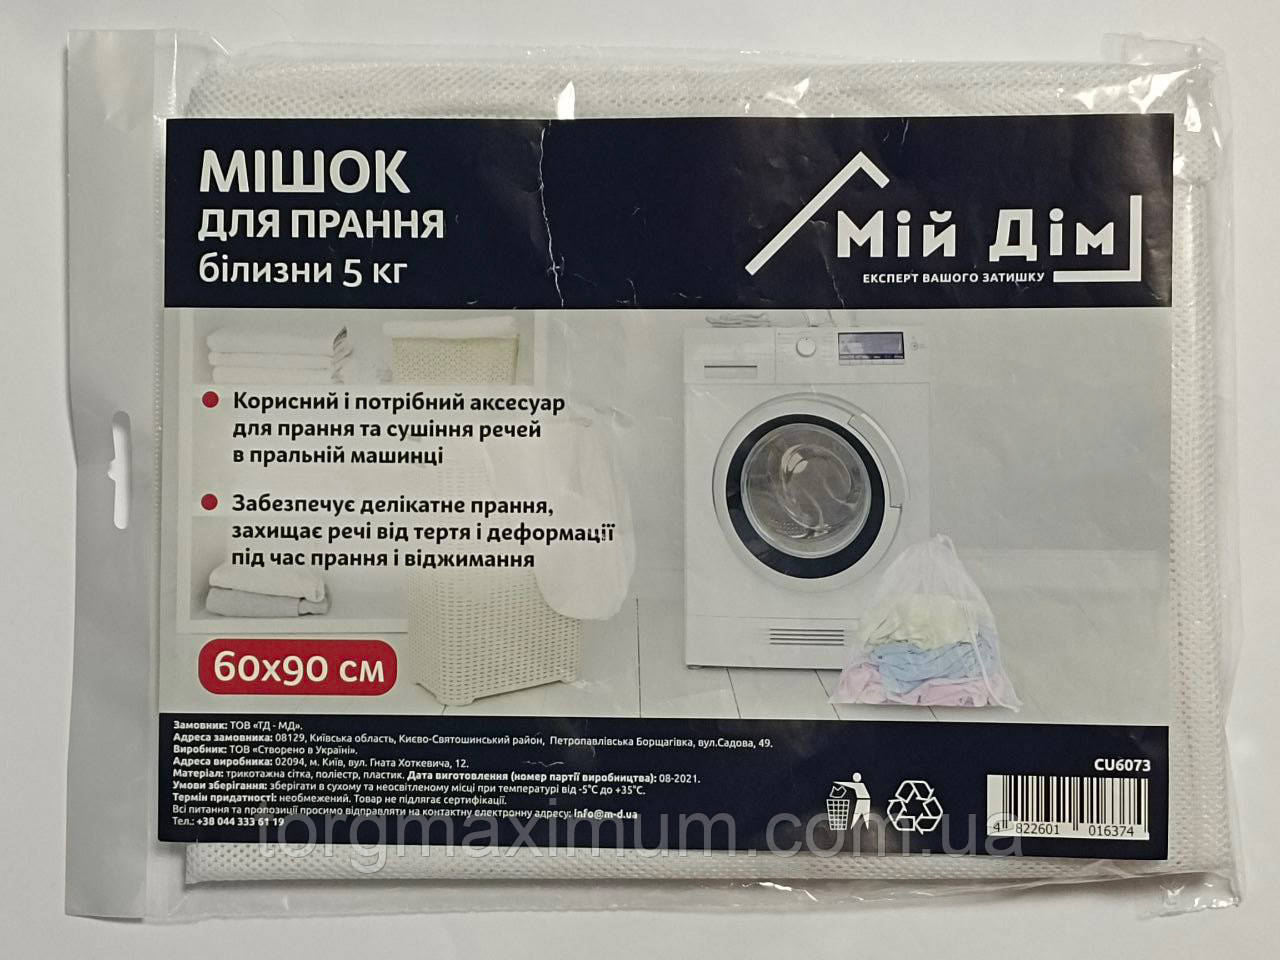 МІШОК
ДЛЯ ПРАННЯ
білизни 5 кг
Мій Дім
ЕКСПЕРТ ВАШОГО ЗАТИШКУ
Корисний і потрібний аксесуар
для прання та сушіння речей
в пральній машинці
Забезпечує делікатне прання,
захищає речі від тертя і деформації
під час прання і віджимання
60х90 см
Замовник: ТОВ «ТД - МД».
Адреса замовника: 08129, Київська область, Києво-Святошинський район, Петропавлівська Борщагівка, вул.Садова, 49.
Виробник: ТОВ «Створено в Україні».
Адреса виробника: 02094, м. Київ, вул. Гната Хоткевича, 12.
Матеріал: трикотажна сітка, поліестр, пластик. Дата виготовлення (номер партії виробництва): 08-2021.
Умови зберігання: зберігати в сухому та неосвітленому місці при температурі від -5°С до +35°С.
Термін придатності: необмежений. Товар не підлягає сертифікації.
Всі питання та пропозиції просимо відправляти на контактну електронну адресу: Info@m-d.ua
Тел.: +38 044 333 61 19
CU6073
4 822601 016374
torgmaximum.com.ua